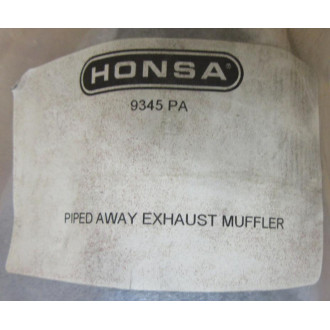 HONSA®
9345 PA
PIPED AWAY EXHAUST MUFFLER